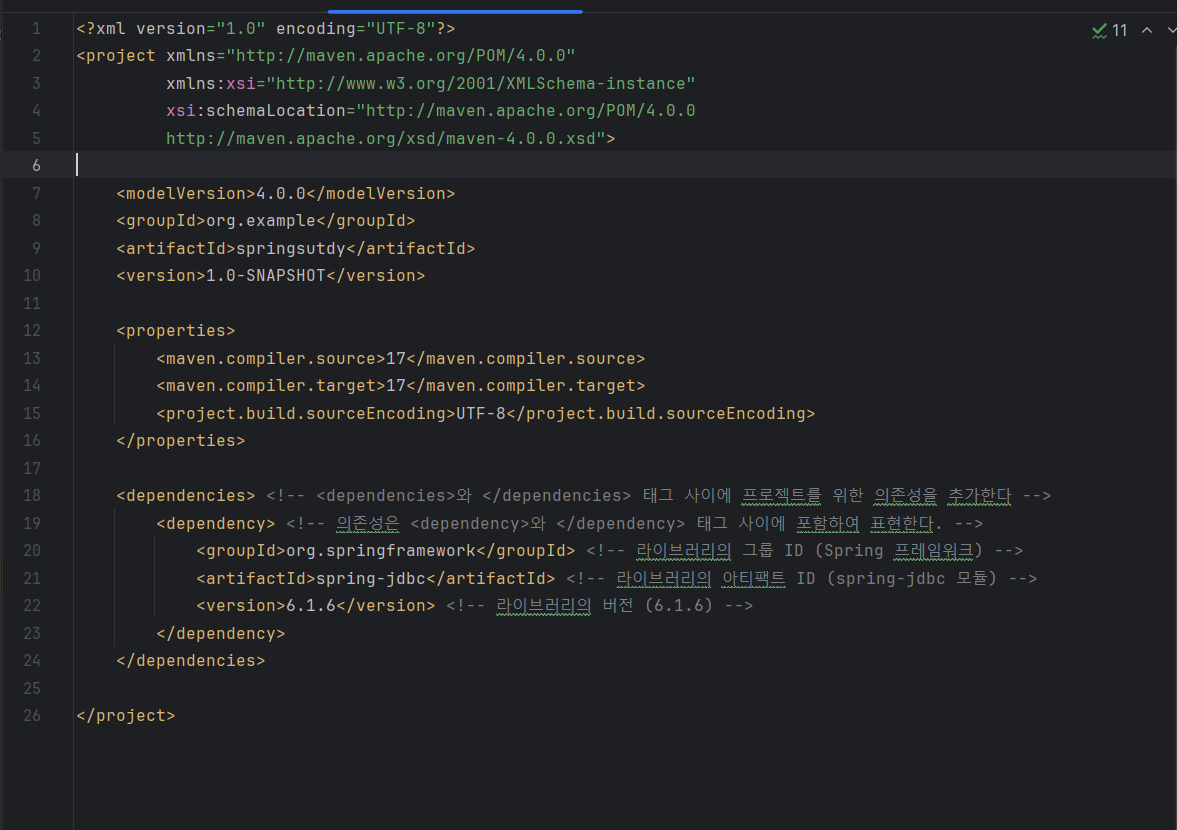 1 <?xml version="1.0" encoding="UTF-8"?>
11
2 <project xmlns="http://maven.apache.org/POM/4.0.0"
3 xmlns:xsi="http://www.w3.org/2001/XMLSchema-instance"
4 xsi:schemaLocation="http://maven.apache.org/POM/4.0.0
5 http://maven.apache.org/xsd/maven-4.0.0.xsd">
6
7 <modelVersion>4.0.0</modelVersion>
8 <groupId>org.example</groupId>
9 <artifactId>springsutdy</artifactId>
10 <version>1.0-SNAPSHOT</version>
11
12 <properties>
13 <maven.compiler.source>17</maven.compiler.source>
14 <maven.compiler.target>17</maven.compiler.target>
15 <project.build.sourceEncoding>UTF-8</project.build.sourceEncoding>
16 </properties>
17
18 <dependencies> <!-- <dependencies>와 </dependencies> 태그 사이에 프로젝트를 위한 의존성을 추가한다 -->
19 <dependency> <!-- 의존성은 <dependency>와 </dependency> 태그 사이에 포함하여 표현한다. -->
20 <groupId>org.springframework</groupId> <!-- 라이브러리의 그룹 ID (Spring 프레임워크) -->
21 <artifactId>spring-jdbc</artifactId> <!-- 라이브러리의 아티팩트 ID (spring-jdbc 모듈) -->
22 <version>6.1.6</version> <!-- 라이브러리의 버전 (6.1.6) -->
23 </dependency>
24 </dependencies>
25
26 </project>